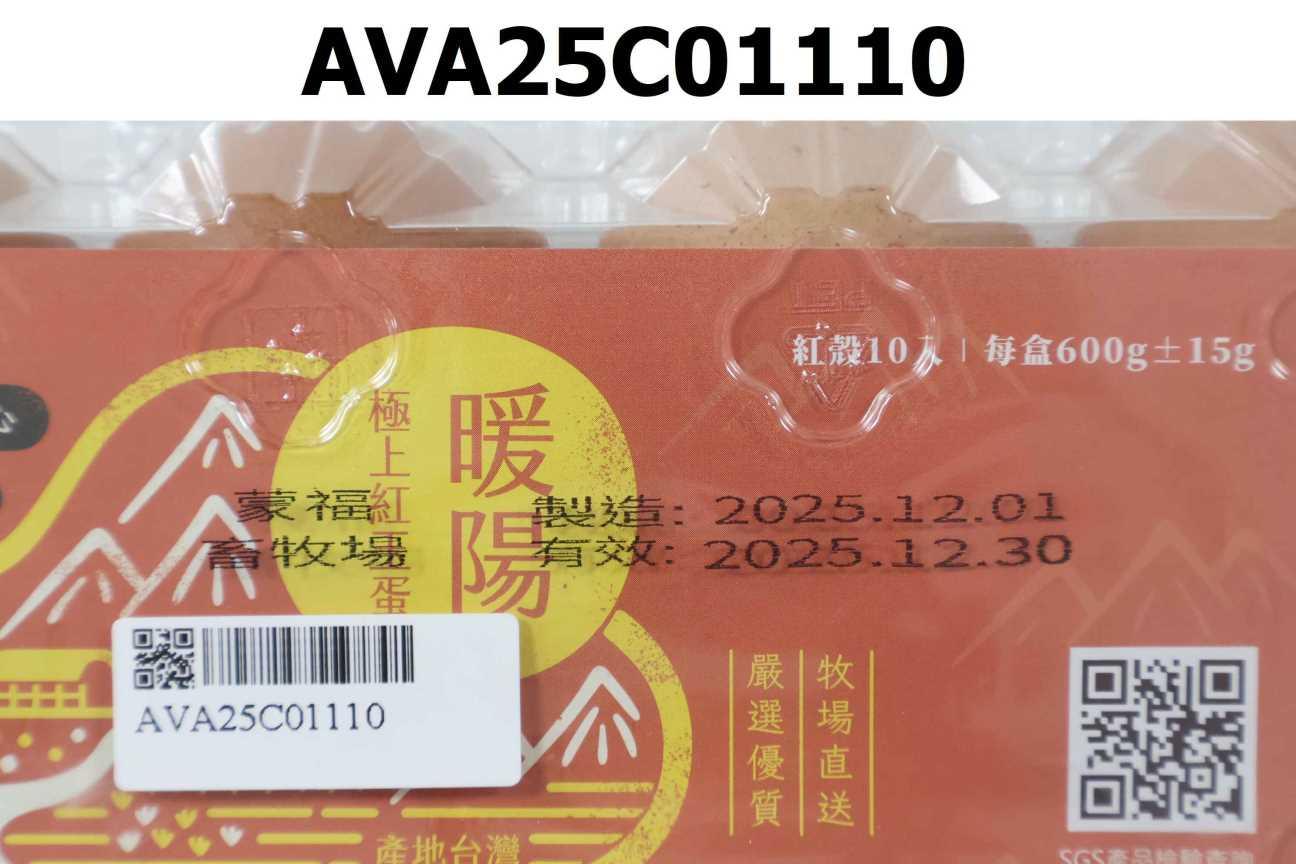 AVA25C01110
紅殼10入 | 每盒600g±15g
暖陽
極上紅玉蛋
蒙福 製造: 2025.12.01
畜牧場 有效: 2025.12.30
牧場直送
嚴選優質
AVA25C01110
產地台灣